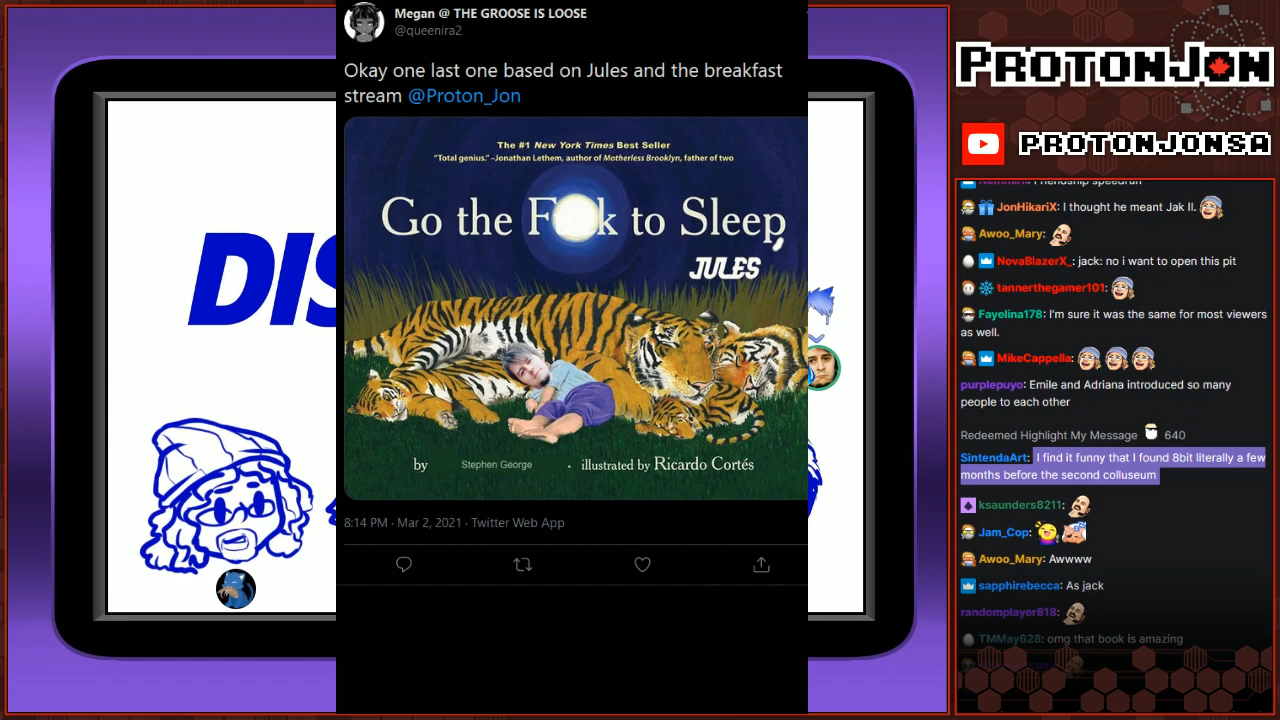 Megan @ THE GROOSE IS LOOSE
@queenira2
Okay one last one based on Jules and the breakfast
stream @Proton_Jon
The #1 New York Times Best Seller
"Total genius." –Jonathan Lethem, author of Motherless Brooklyn, father of two
Go the F k to Sleep,
JULES
by Stephen George · illustrated by Ricardo Cortés
8:14 PM · Mar 2, 2021 · Twitter Web App
DIS
PROTONJON
PROTONJONSA
JonHikariX: I thought he meant Jak II.
Awoo_Mary:
NovaBlazerX_: jack: no i want to open this pit
tannerthegamer101:
Fayelina178: I'm sure it was the same for most viewers
as well.
MikeCappella:
purplepuyo: Emile and Adriana introduced so many
people to each other
Redeemed Highlight My Message 640
SintendaArt: I find it funny that I found 8bit literally a few
months before the second colluseum
ksaunders8211:
Jam_Cop:
Awoo_Mary: Awwww
sapphirebecca: As jack
randomplayer818:
TMMay628: omg that book is amazing